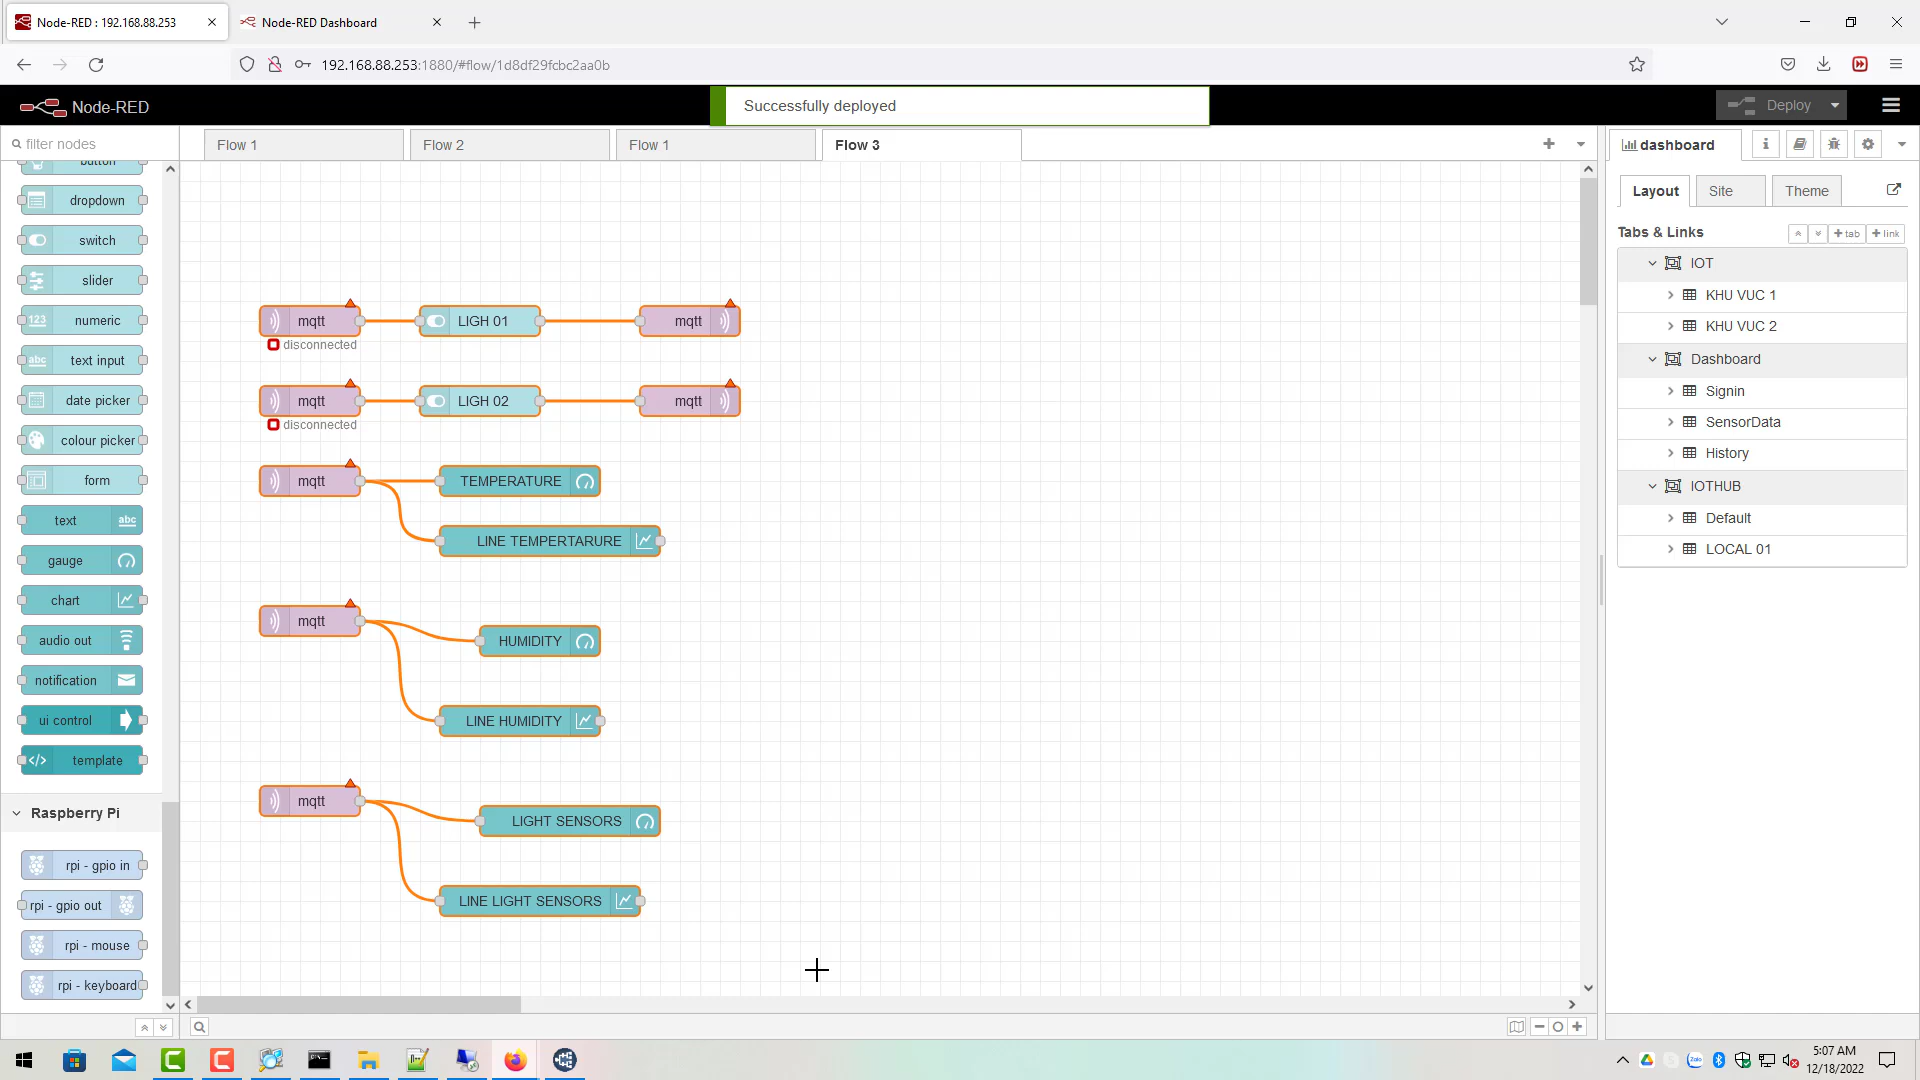 Node-RED : 192.168.88.253
Node-RED Dashboard
192.168.88.253:1880/#flow/1d8df29fcbc2aa0b
Node-RED
Successfully deployed
Deploy
filter nodes
Flow 1
Flow 2
Flow 1
Flow 3
dashboard
Layout
Site
Theme
Tabs & Links
tab
link
IOT
KHU VUC 1
KHU VUC 2
Dashboard
Signin
SensorData
History
IOTHUB
Default
LOCAL 01
button
dropdown
switch
slider
123 numeric
abc text input
date picker
colour picker
form
text abc
gauge
chart
audio out
notification
ui control
</> template
Raspberry Pi
rpi - gpio in
rpi - gpio out
rpi - mouse
rpi - keyboard
mqtt
LIGH 01
mqtt
disconnected
mqtt
LIGH 02
mqtt
disconnected
mqtt
TEMPERATURE
LINE TEMPERTARURE
mqtt
HUMIDITY
LINE HUMIDITY
mqtt
LIGHT SENSORS
LINE LIGHT SENSORS
Zalo
5:07 AM
12/18/2022